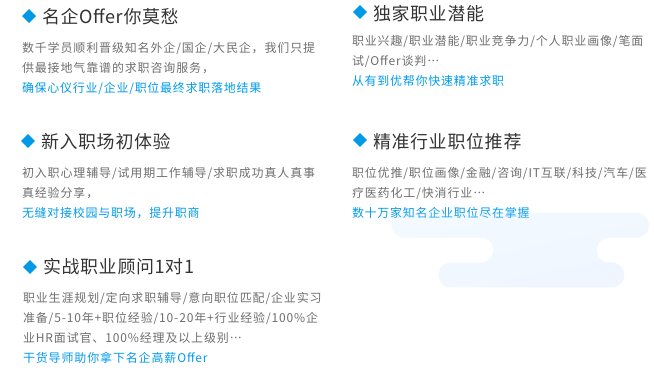 名企Offer你莫愁
数千学员顺利晋级知名外企/国企/大民企，我们只提
供最接地气靠谱的求职咨询服务，
确保心仪行业/企业/职位最终求职落地结果
独家职业潜能
职业兴趣/职业潜能/职业竞争力/个人职业画像/笔面
试/Offer谈判…
从有到优帮你快速精准求职
新入职场初体验
初入职心理辅导/试用期工作辅导/求职成功真人真事
真经验分享，
无缝对接校园与职场，提升职商
精准行业职位推荐
职位优推/职位画像/金融/咨询/IT互联/科技/汽车/医
疗医药化工/快消行业…
数十万家知名企业职位尽在掌握
实战职业顾问1对1
职业生涯规划/定向求职辅导/意向职位匹配/企业实习
准备/5-10年+职位经验/10-20年+行业经验/100%企
业HR面试官、100%经理及以上级别…
干货导师助你拿下名企高薪Offer